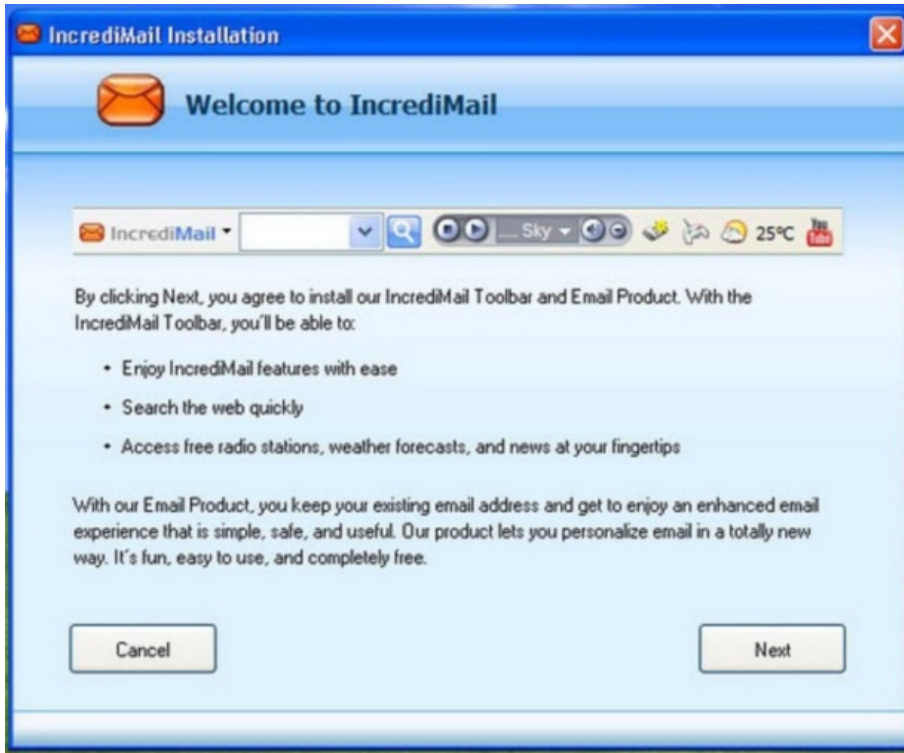 IncrediMail Installation
Welcome to IncrediMail
IncrediMail Sky 25°C You Tube
By clicking Next, you agree to install our IncrediMail Toolbar and Email Product. With the
IncrediMail Toolbar, you'll be able to:
• Enjoy IncrediMail features with ease
• Search the web quickly
• Access free radio stations, weather forecasts, and news at your fingertips
With our Email Product, you keep your existing email address and get to enjoy an enhanced email
experience that is simple, safe, and useful. Our product lets you personalize email in a totally new
way. It's fun, easy to use, and completely free.
Cancel Next